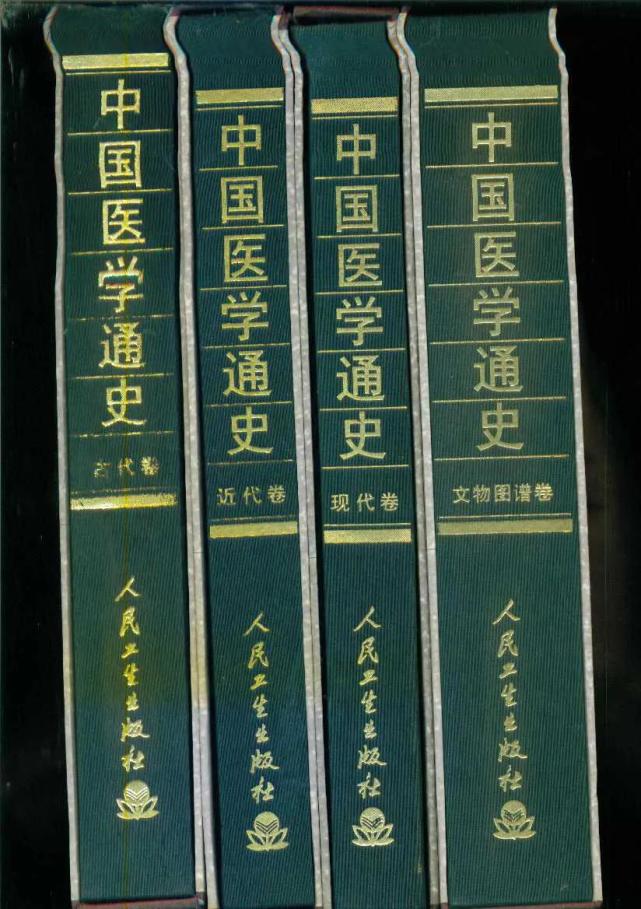 中国医学通史
古代卷
人民卫生出版社
中国医学通史
近代卷
人民卫生出版社
中国医学通史
现代卷
人民卫生出版社
中国医学通史
文物图谱卷
人民卫生出版社